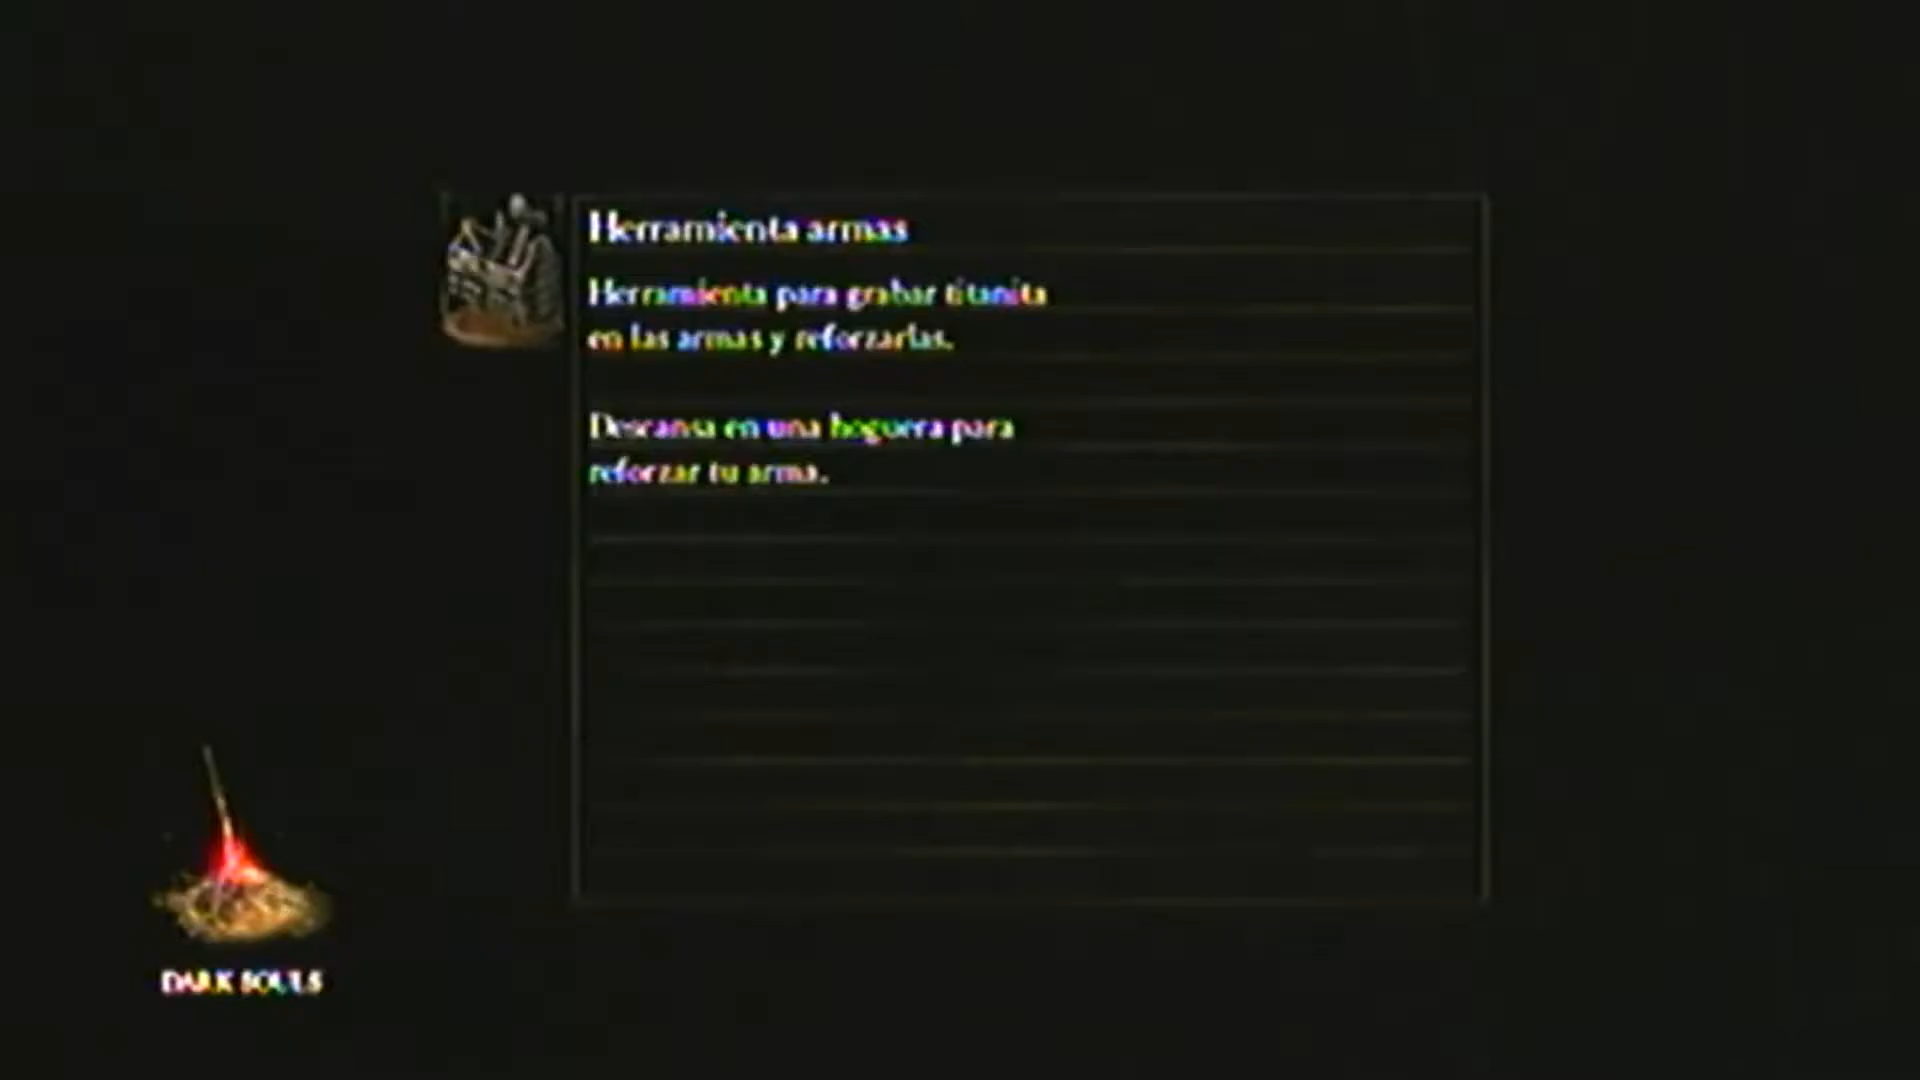 Herramienta armas
Herramienta para grabar titanita
en las armas y reforzarlas.
Descansa en una hoguera para
reforzar tu arma.
DARK SOULS